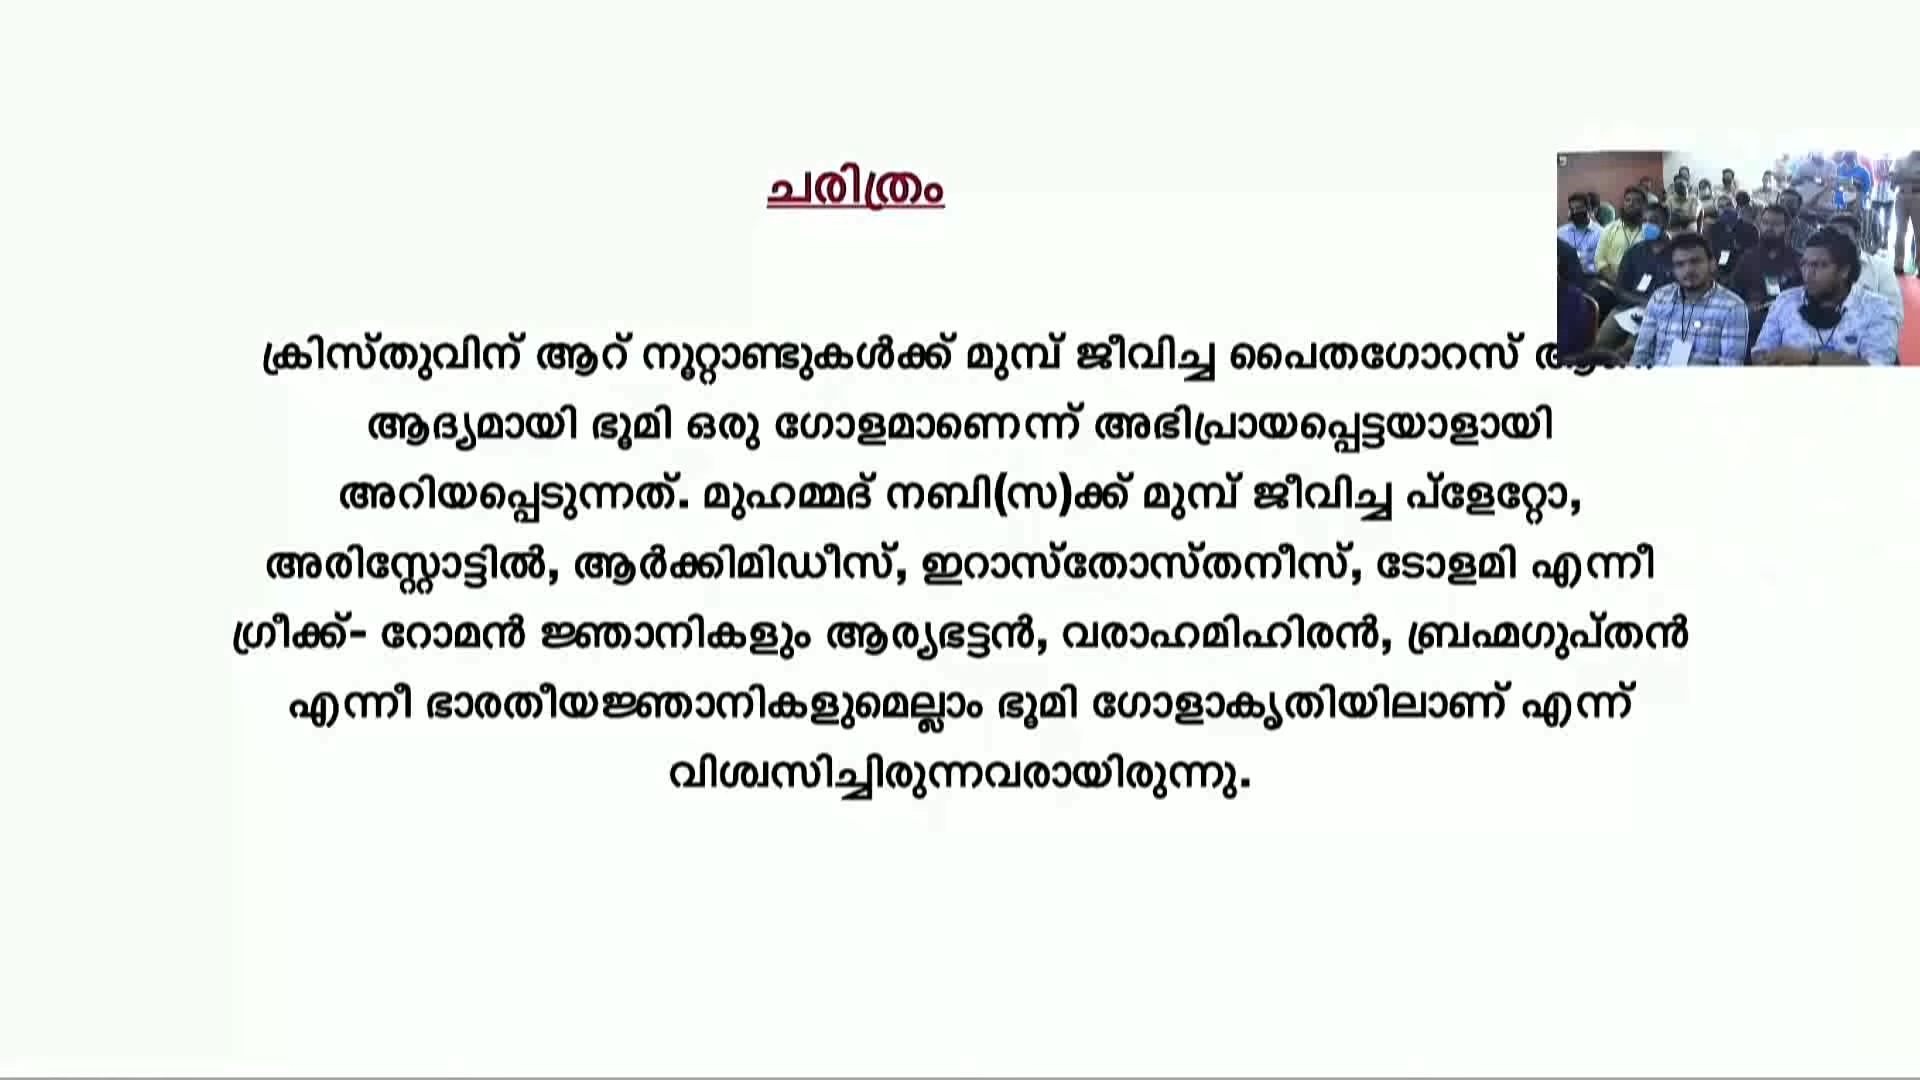 ചരിത്രം
ക്രിസ്തുവിന് ആറ് നൂറ്റാണ്ടുകൾക്ക് മുമ്പ് ജീവിച്ച പൈതഗോറസ്
ആദ്യമായി ഭൂമി ഒരു ഗോളമാണെന്ന് അഭിപ്രായപ്പെട്ടയാളായി
അറിയപ്പെടുന്നത്. മുഹമ്മദ് നബി(സ)ക്ക് മുമ്പ് ജീവിച്ച പ്ളേറ്റോ,
അരിസ്റ്റോട്ടിൽ, ആർക്കിമിഡീസ്, ഇറാസ്തോസ്തനീസ്, ടോളമി എന്നീ
ഗ്രീക്ക്- റോമൻ ജ്ഞാനികളും ആര്യഭട്ടൻ, വരാഹമിഹിരൻ, ബ്രഹ്മഗുപ്തൻ
എന്നീ ഭാരതീയജ്ഞാനികളുമെല്ലാം ഭൂമി ഗോളാകൃതിയിലാണ് എന്ന്
വിശ്വസിച്ചിരുന്നവരായിരുന്നു.